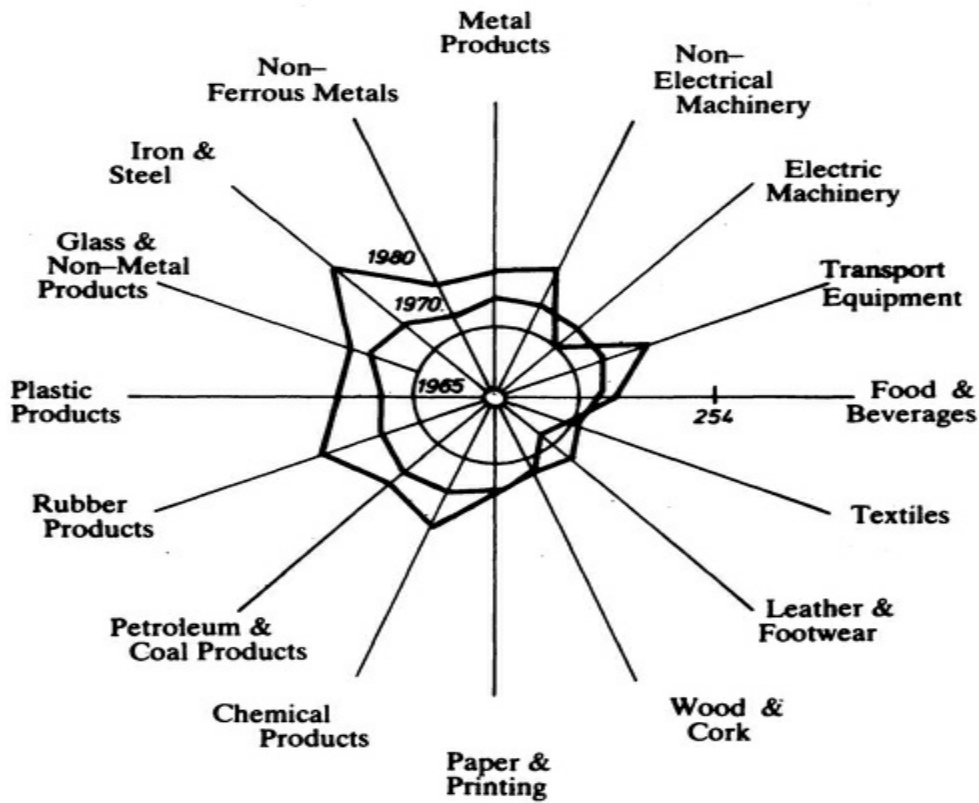 Metal
Products
Non–
Electrical
Machinery
Non–
Ferrous Metals
Electric
Machinery
Iron &
Steel
Transport
Equipment
Glass &
Non–Metal
Products
1980
1970
1965
Plastic
Products
254
Food &
Beverages
Rubber
Products
Textiles
Petroleum &
Coal Products
Leather &
Footwear
Chemical
Products
Wood &
Cork
Paper &
Printing